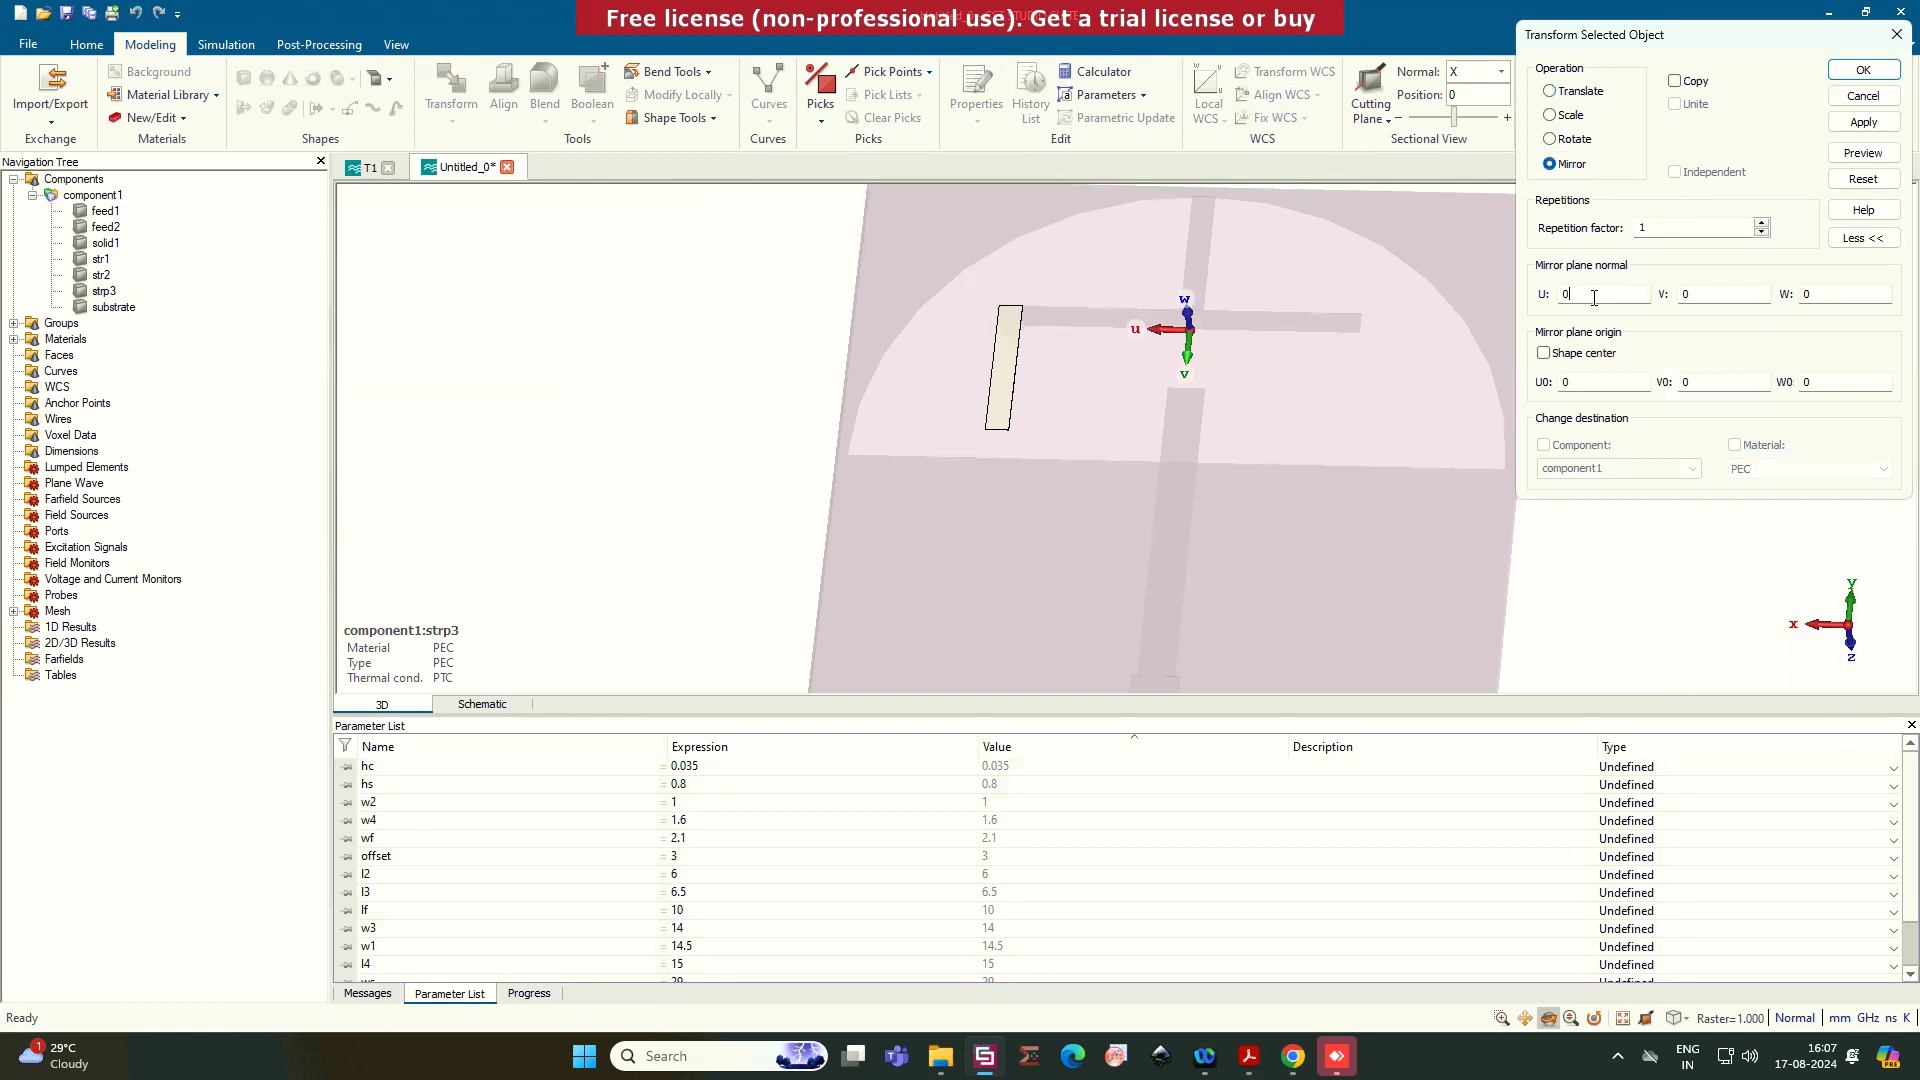 Free license (non-professional use). Get a trial license or buy
File
Home
Modeling
Simulation
Post-Processing
View
Import/Export
Exchange
Background
Material Library
New/Edit
Materials
Shapes
Transform
Align
Blend
Boolean
Bend Tools
Modify Locally
Shape Tools
Tools
Curves
Curves
Picks
Pick Points
Pick Lists
Clear Picks
Picks
Properties
History
List
Calculator
Parameters
Parametric Update
Edit
Local
WCS
Transform WCS
Align WCS
Fix WCS
WCS
Cutting
Plane
Normal: X
Position: 0
Sectional View
Navigation Tree
Components
component1
feed1
feed2
solid1
str1
str2
strp3
substrate
Groups
Materials
Faces
Curves
WCS
Anchor Points
Wires
Voxel Data
Dimensions
Lumped Elements
Plane Wave
Farfield Sources
Field Sources
Ports
Excitation Signals
Field Monitors
Voltage and Current Monitors
Probes
Mesh
1D Results
2D/3D Results
Farfields
Tables
T1
Untitled_0*
w
u
v
component1:strp3
Material PEC
Type PEC
Thermal cond. PTC
y
x
z
3D
Schematic
Transform Selected Object
Operation
Translate
Scale
Rotate
Mirror
Copy
Unite
Independent
OK
Cancel
Apply
Preview
Reset
Help
Less <<
Repetitions
Repetition factor: 1
Mirror plane normal
U: 0 V: 0 W: 0
Mirror plane origin
Shape center
U0: 0 V0: 0 W0: 0
Change destination
Component:
Material:
component1
PEC
Parameter List
Name Expression Value Description Type
hc = 0.035 0.035 Undefined
hs = 0.8 0.8 Undefined
w2 = 1 1 Undefined
w4 = 1.6 1.6 Undefined
wf = 2.1 2.1 Undefined
offset = 3 3 Undefined
l2 = 6 6 Undefined
l3 = 6.5 6.5 Undefined
lf = 10 10 Undefined
w3 = 14 14 Undefined
w1 = 14.5 14.5 Undefined
l4 = 15 15 Undefined
Messages
Parameter List
Progress
Ready
Raster=1.000
Normal
mm GHz ns K
1
29°C
Cloudy
Search
ENG
IN
16:07
17-08-2024